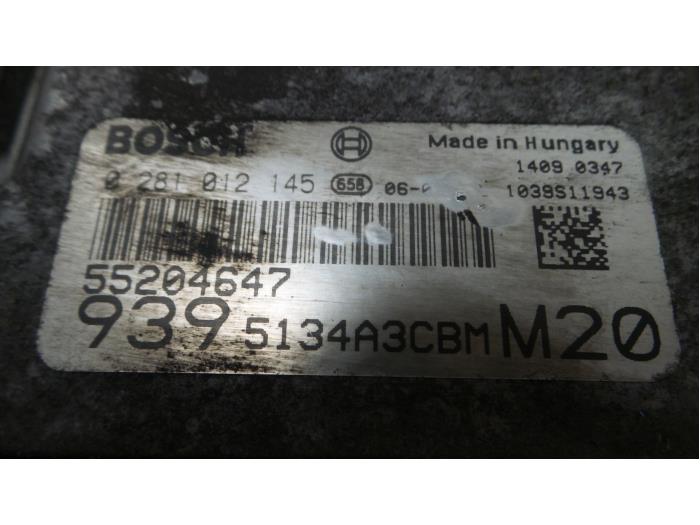 BOSCH
Made in Hungary
1409 0347
0 281 012 145 658 06-
1039S11943
55204647
939 5134A3CBM M20